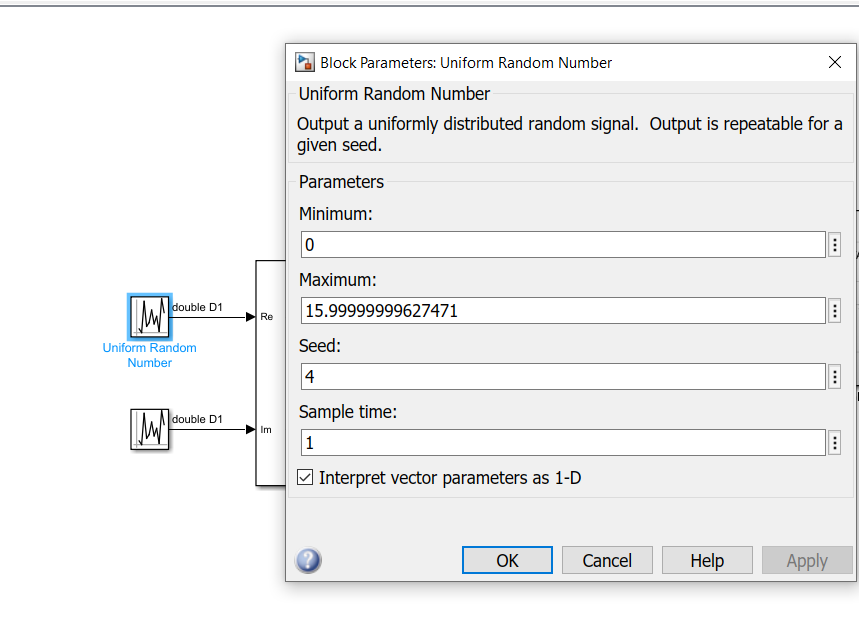 Block Parameters: Uniform Random Number
Uniform Random Number
Output a uniformly distributed random signal.  Output is repeatable for a
given seed.
Parameters
Minimum:
0
Maximum:
15.99999999627471
Seed:
4
Sample time:
1
Interpret vector parameters as 1-D
OK Cancel Help Apply
double D1
Re
Uniform Random
Number
double D1
Im